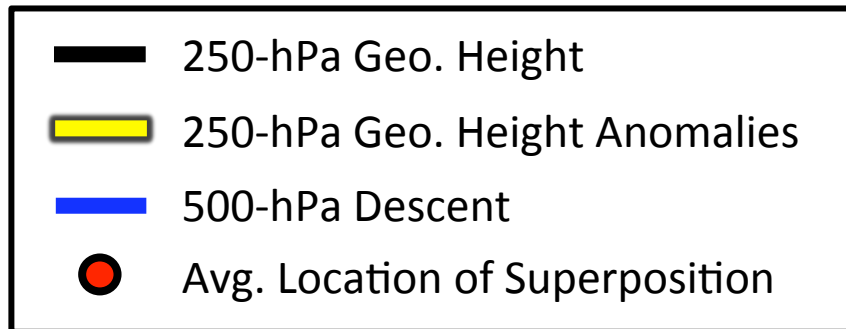 250-hPa Geo. Height
250-hPa Geo. Height Anomalies
500-hPa Descent
Avg. Location of Superposition